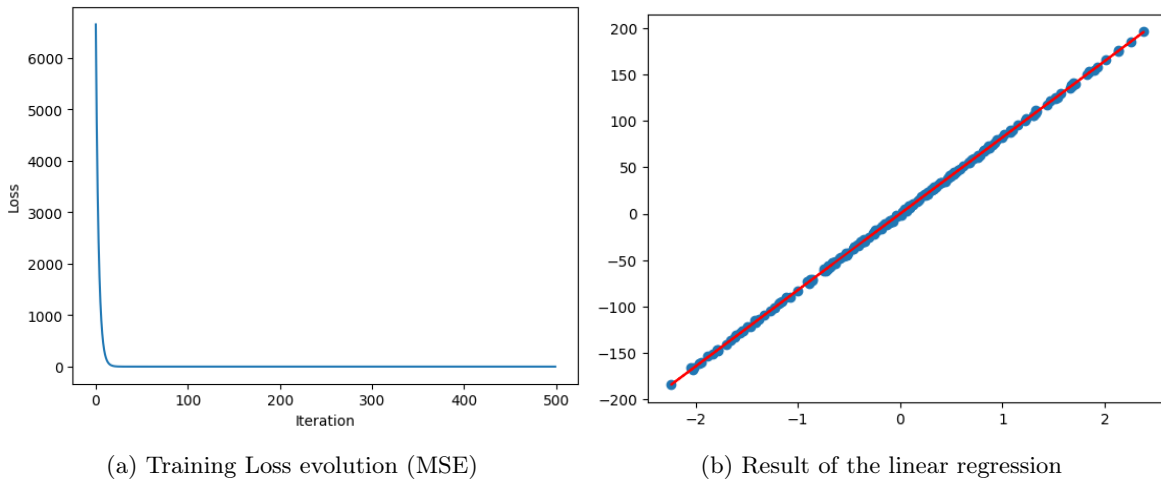 6000
5000
4000
3000
2000
1000
0
Loss
0 100 200 300 400 500
Iteration
(a) Training Loss evolution (MSE)
200
150
100
50
0
−50
−100
−150
−200
−2 −1 0 1 2
(b) Result of the linear regression